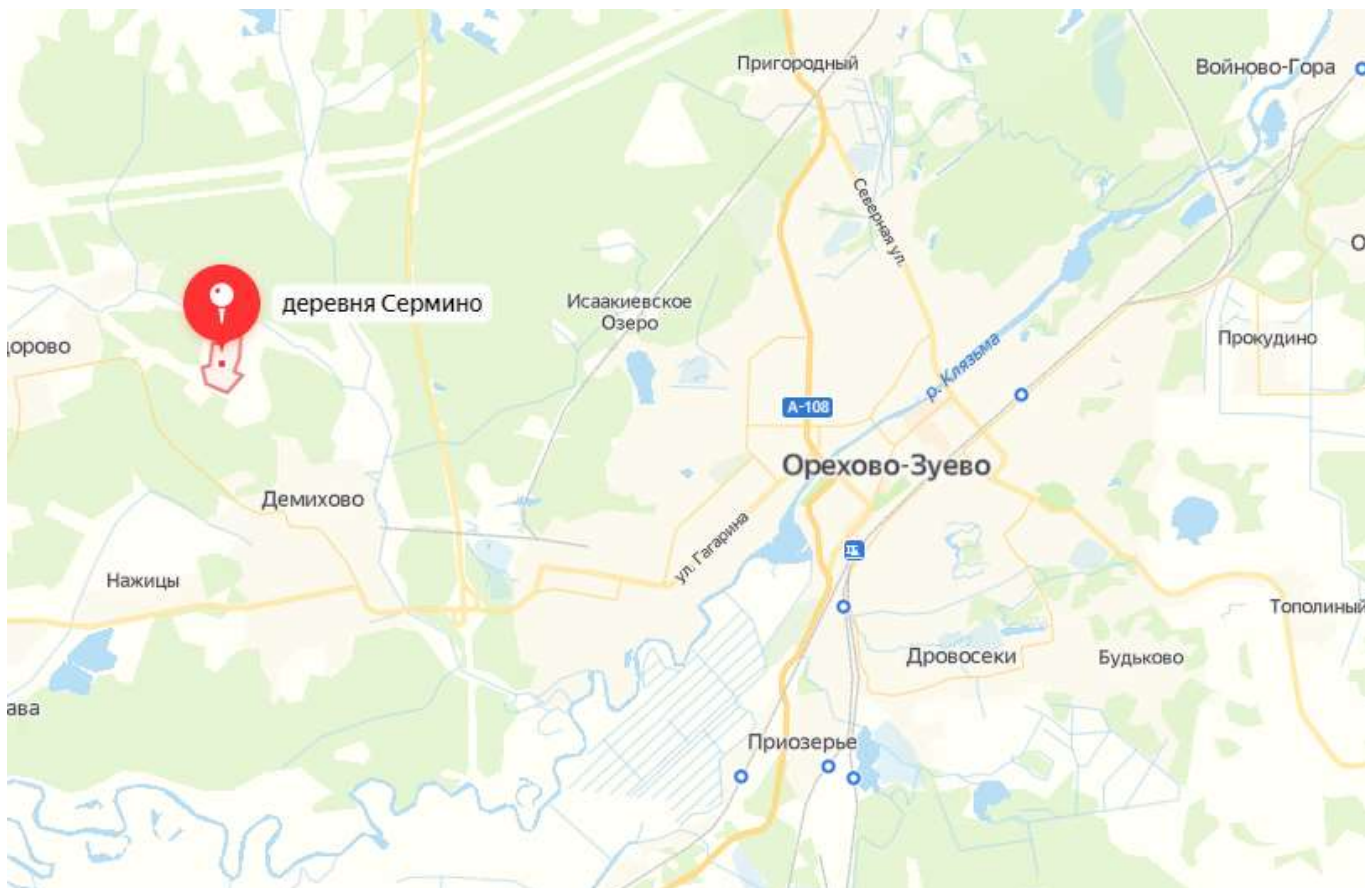 Пригородный
Войново-Гора
Северная ул.
деревня Сермино
Исаакиевское
Озеро
дорово
Прокудино
р. Клязьма
А-108
Орехово-Зуево
Демихово
ул. Гагарина
Нажицы
Тополиный
Дровосеки
Будьково
ава
Приозерье
О